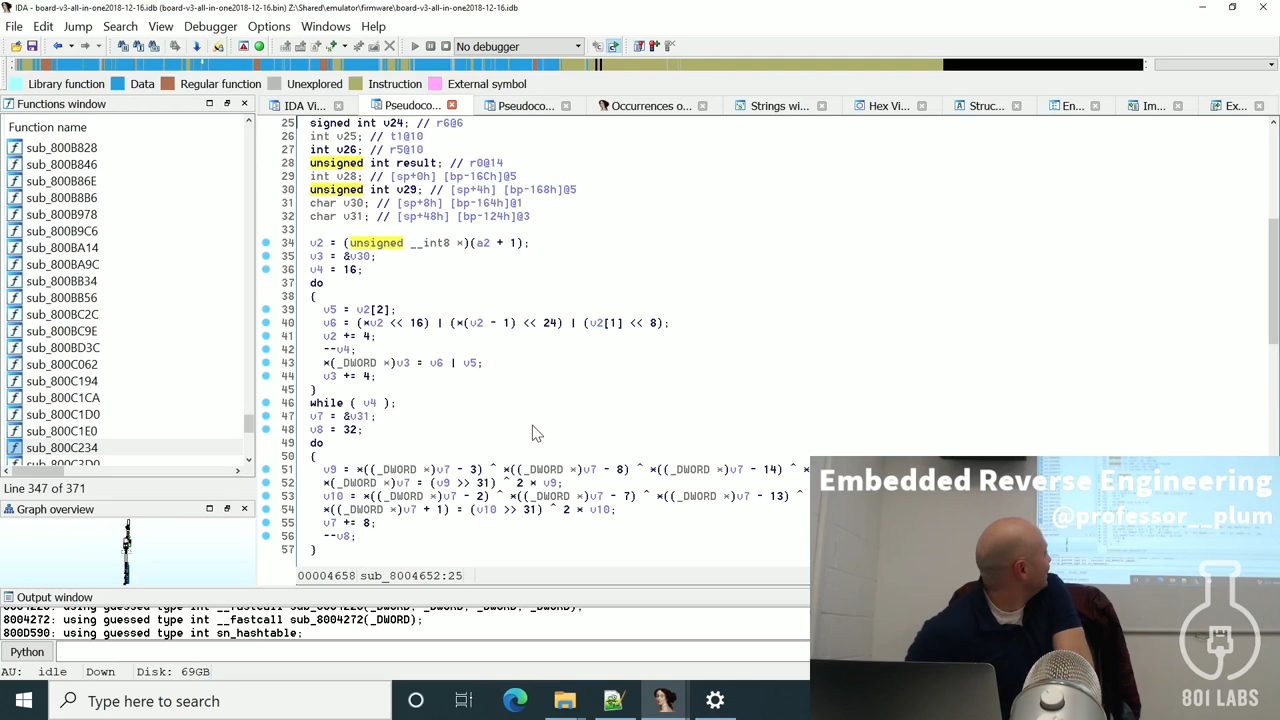 IDA - board-v3-all-in-one2018-12-16.idb (board-v3-all-in-one2018-12-16.bin) Z:\Shared\emulator\firmware\board-v3-all-in-one2018-12-16.idb
File Edit Jump Search View Debugger Options Windows Help
No debugger
Library function Data Regular function Unexplored Instruction External symbol
Functions window
IDA Vi... Pseudoco... Pseudoco... Occurrences o... Strings wi... Hex Vi... Struc... En... Im... Ex...
Function name
sub_800B828
sub_800B846
sub_800B86E
sub_800B8B6
sub_800B978
sub_800B9C6
sub_800BA14
sub_800BA9C
sub_800BB34
sub_800BB56
sub_800BC2C
sub_800BC9E
sub_800BD3C
sub_800C062
sub_800C194
sub_800C1CA
sub_800C1D0
sub_800C1E0
sub_800C234
sub_800C3D0
Line 347 of 371
Graph overview
25 signed int v24; // r6@6
26 int v25; // t1@10
27 int v26; // r5@10
28 unsigned int result; // r0@14
29 int v28; // [sp+0h] [bp-16Ch]@5
30 unsigned int v29; // [sp+4h] [bp-168h]@5
31 char v30; // [sp+8h] [bp-164h]@1
32 char v31; // [sp+48h] [bp-124h]@3
33
34 v2 = (unsigned __int8 *)(a2 + 1);
35 v3 = &v30;
36 v4 = 16;
37 do
38 {
39 v5 = v2[2];
40 v6 = (*v2 << 16) | (*(v2 - 1) << 24) | (v2[1] << 8);
41 v2 += 4;
42 --v4;
43 *(_DWORD *)v3 = v6 | v5;
44 v3 += 4;
45 }
46 while ( v4 );
47 v7 = &v31;
48 v8 = 32;
49 do
50 {
51 v9 = *((_DWORD *)v7 - 3) ^ *((_DWORD *)v7 - 8) ^ *((_DWORD *)v7 - 14) ^ *
52 *(_DWORD *)v7 = (v9 >> 31) ^ 2 * v9;
53 v10 = *((_DWORD *)v7 - 2) ^ *((_DWORD *)v7 - 7) ^ *((_DWORD *)v7 - 13) ^
54 *((_DWORD *)v7 + 1) = (v10 >> 31) ^ 2 * v10;
55 v7 += 8;
56 --v8;
57 }
00004658 sub_8004652:25
Output window
8004220: using guessed type int __fastcall sub_8004220(_DWORD, _DWORD, _DWORD, _DWORD);
8004272: using guessed type int __fastcall sub_8004272(_DWORD);
800D590: using guessed type int sn_hashtable;
Python
AU: idle Down Disk: 69GB
Type here to search
Embedded Reverse Engineering
@professor__plum
801 LABS